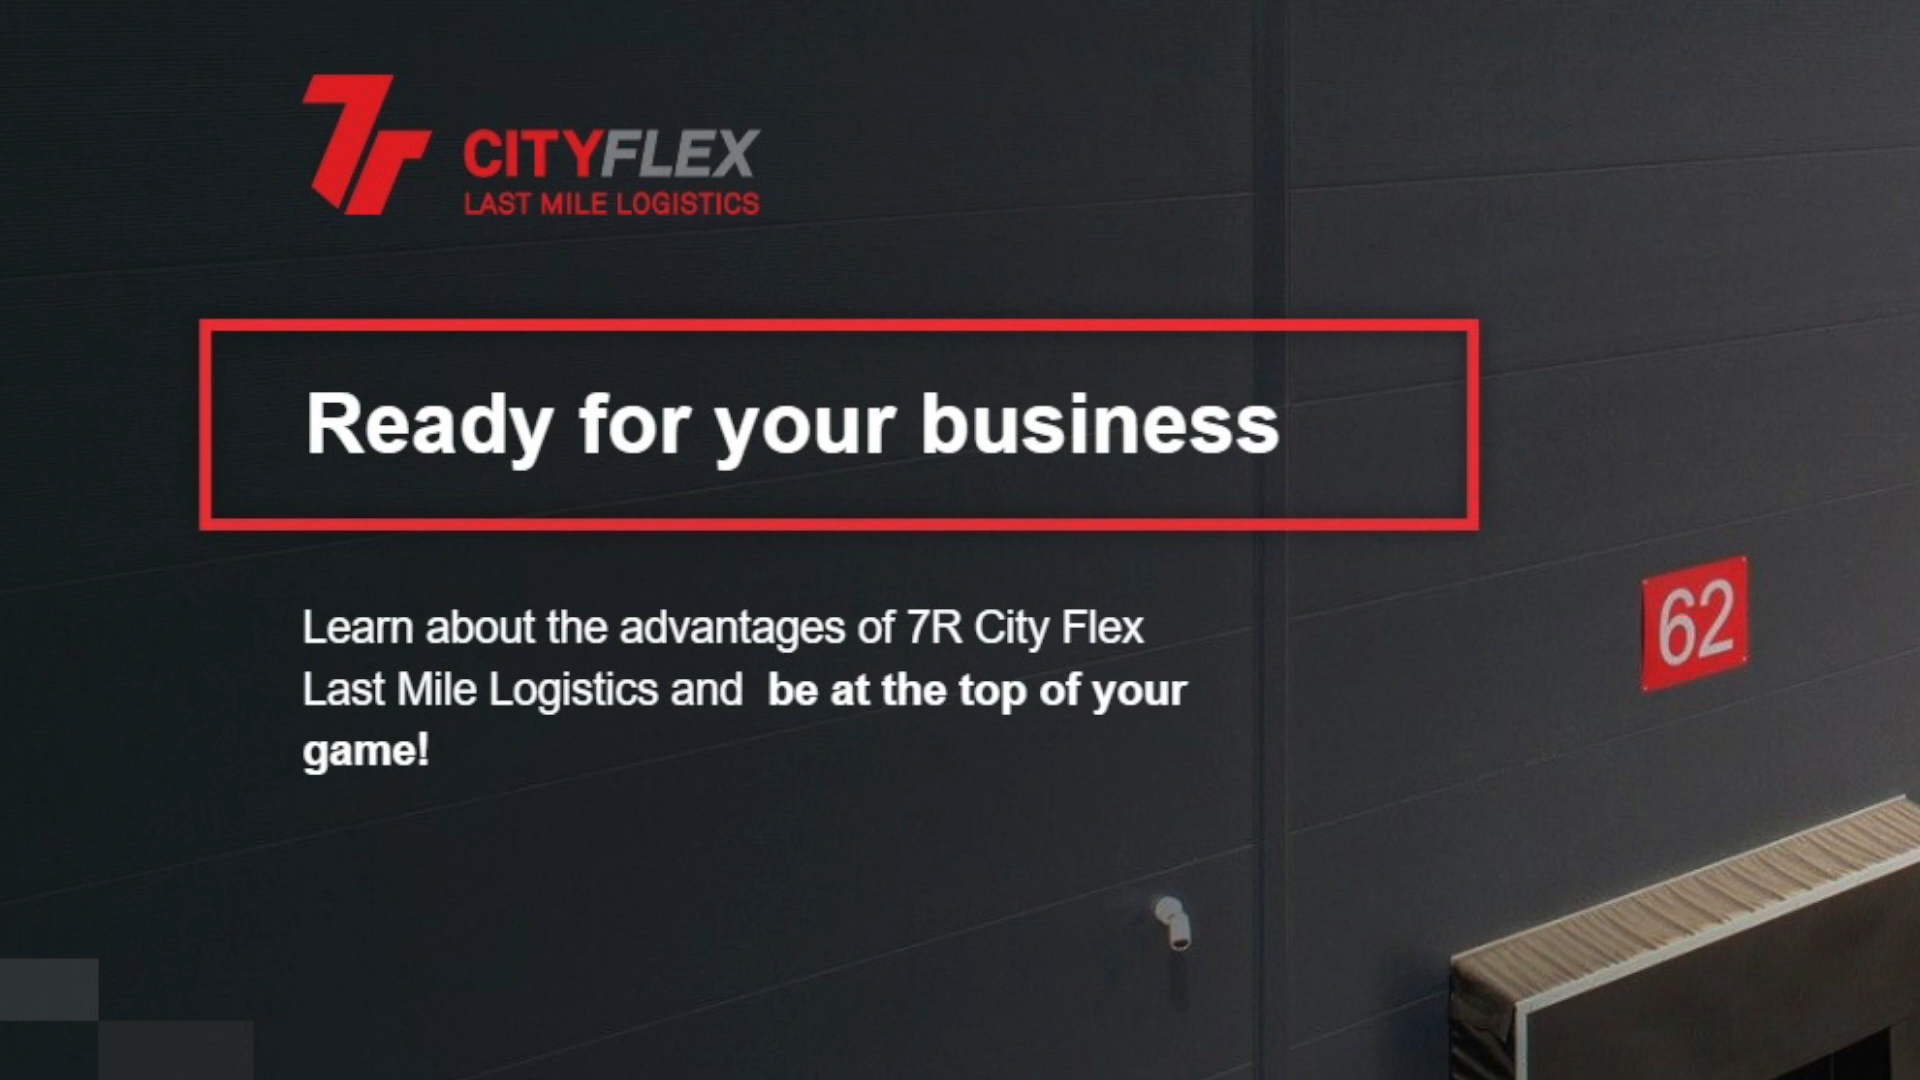 7r CITYFLEX
LAST MILE LOGISTICS
Ready for your business
Learn about the advantages of 7R City Flex
Last Mile Logistics and be at the top of your
game!
62